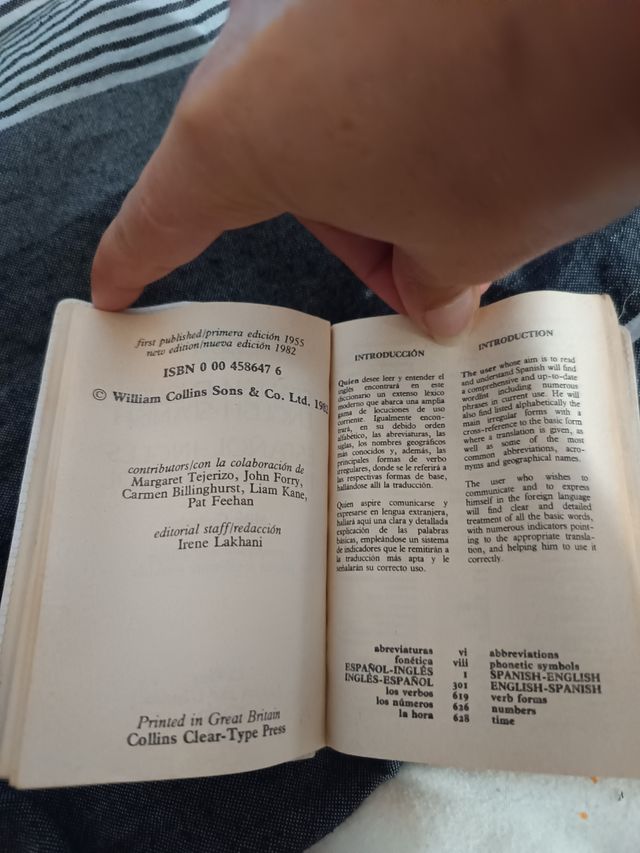 first published/primera edición 1955
new edition/nueva edición 1982
ISBN 0 00 458647 6
© William Collins Sons & Co. Ltd. 1982
contributors/con la colaboración de
Margaret Tejerizo, John Forry,
Carmen Billinghurst, Liam Kane,
Pat Feehan
editorial staff/redacción
Irene Lakhani
Printed in Great Britain
Collins Clear-Type Press
INTRODUCCIÓN
Quien desee leer y entender el
inglés encontrará en este
diccionario un extenso léxico
moderno que abarca una amplia
gama de locuciones de uso
corriente. Igualmente encon-
trará, en su debido orden
alfabético, las abreviaturas, las
siglas, los nombres geográficos
más conocidos y, además, las
principales formas de verbo
irregulares, donde se le referirá a
las respectivas formas de base,
hallándose allí la traducción.
Quien aspire comunicarse y
expresarse en lengua extranjera,
hallará aquí una clara y detallada
explicación de las palabras
básicas, empleándose un sistema
de indicadores que le remitirán a
la traducción más apta y le
señalarán su correcto uso.
INTRODUCTION
The user whose aim is to read
and understand Spanish will find
a comprehensive and up-to-date
wordlist including numerous
phrases in current use. He will
also find listed alphabetically the
main irregular forms with a
cross-reference to the basic form
where a translation is given, as
well as some of the most
common abbreviations, acro-
nyms and geographical names.
The user who wishes to
communicate and to express
himself in the foreign language
will find clear and detailed
treatment of all the basic words,
with numerous indicators point-
ing to the appropriate transla-
tion, and helping him to use it
correctly.
abreviaturas vi abbreviations
fonética viii phonetic symbols
ESPAÑOL-INGLÉS 1 SPANISH-ENGLISH
INGLÉS-ESPAÑOL 301 ENGLISH-SPANISH
los verbos 619 verb forms
los números 626 numbers
la hora 628 time